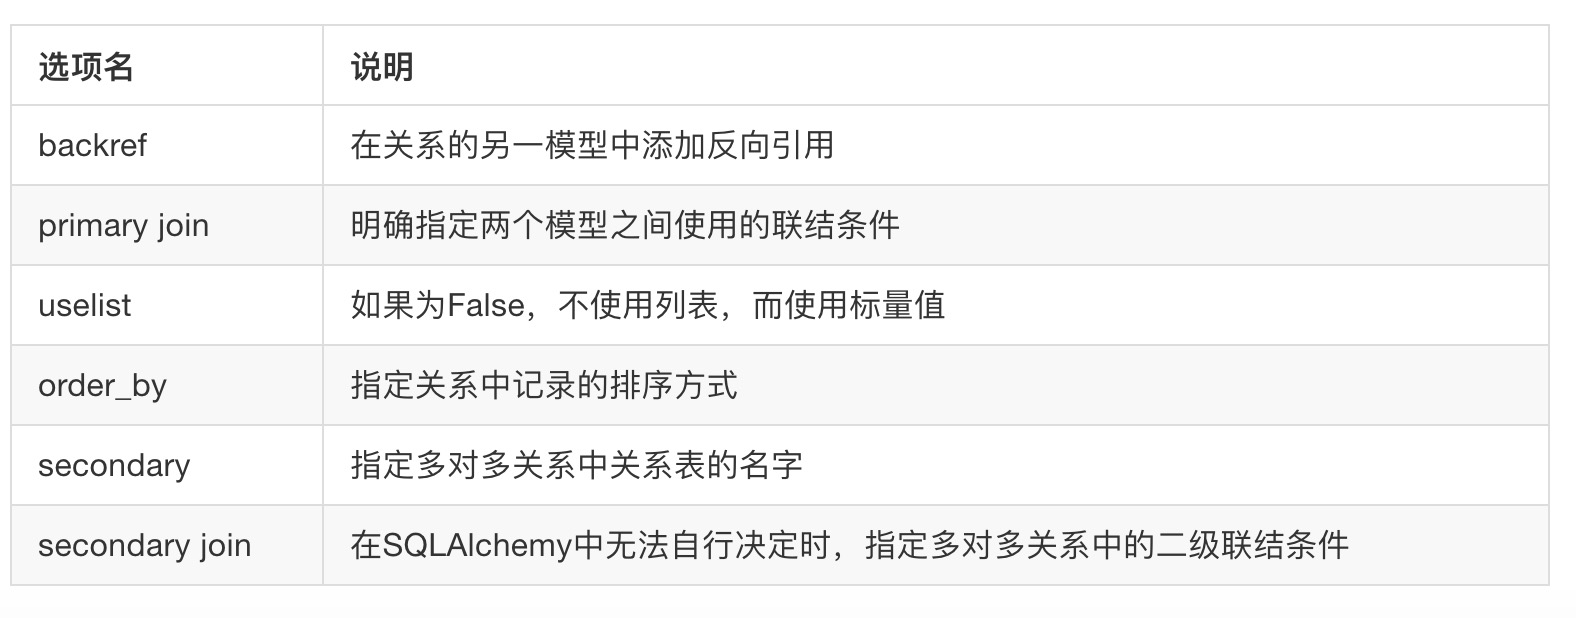 选项名 说明
backref 在关系的另一模型中添加反向引用
primary join 明确指定两个模型之间使用的联结条件
uselist 如果为False，不使用列表，而使用标量值
order_by 指定关系中记录的排序方式
secondary 指定多对多关系中关系表的名字
secondary join 在SQLAlchemy中无法自行决定时，指定多对多关系中的二级联结条件